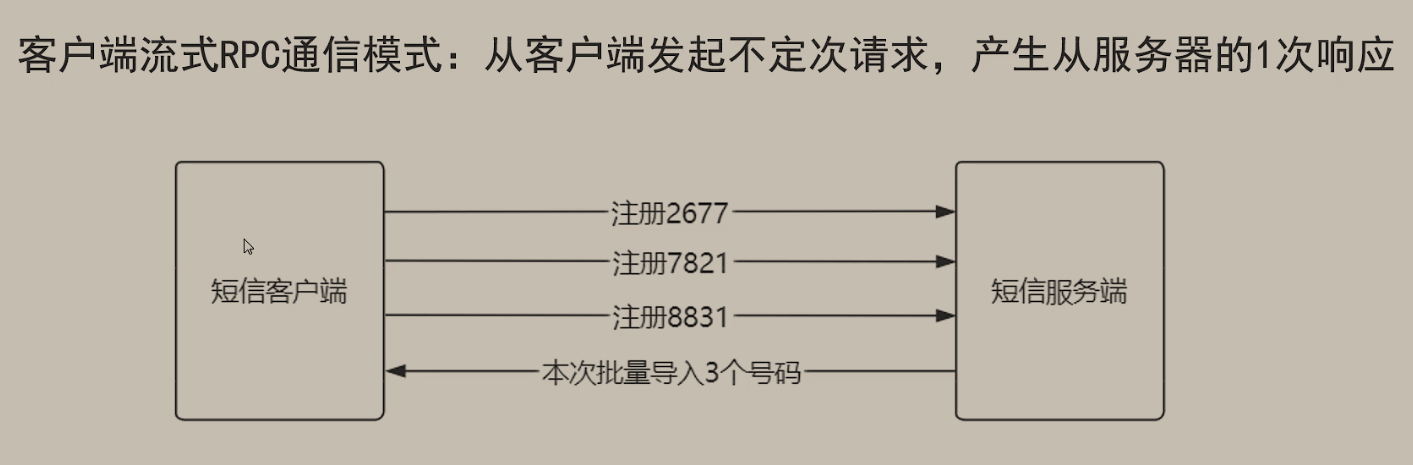 客户端流式RPC通信模式：从客户端发起不定次请求，产生从服务器的1次响应
注册2677
注册7821
短信客户端
短信服务端
注册8831
本次批量导入3个号码